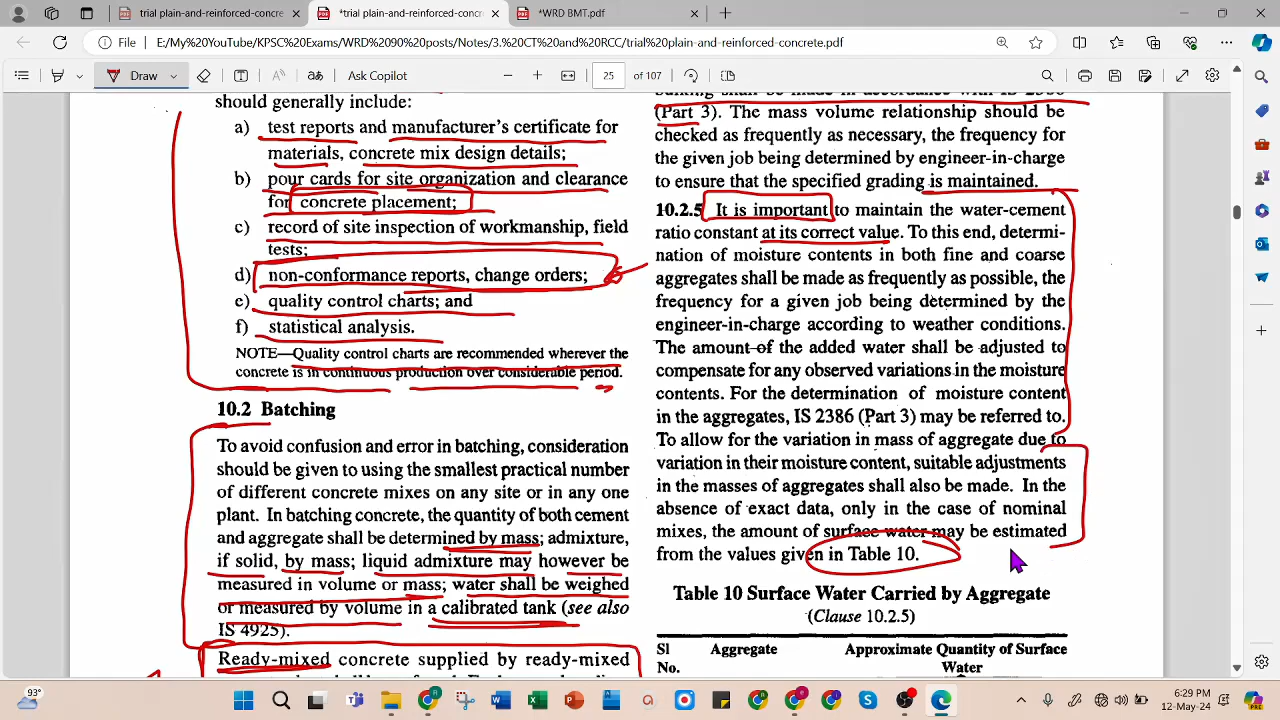 trial plain-and-reinforced-concre
*trial plain-and-reinforced-concre
*WRD BMT.pdf
File
E:/My%20YouTube/KPSC%20Exams/WRD%2090%20posts/Notes/3.%20CT%20and%20RCC/trial%20plain-and-reinforced-concrete.pdf
Draw
Ask Copilot
25 of 107
should generally include:
a) test reports and manufacturer's certificate for
materials, concrete mix design details;
b) pour cards for site organization and clearance
for concrete placement;
c) record of site inspection of workmanship, field
tests;
d) non-conformance reports, change orders;
e) quality control charts; and
f) statistical analysis.
NOTE—Quality control charts are recommended wherever the
concrete is in continuous production over considerable period.
10.2 Batching
To avoid confusion and error in batching, consideration
should be given to using the smallest practical number
of different concrete mixes on any site or in any one
plant. In batching concrete, the quantity of both cement
and aggregate shall be determined by mass; admixture,
if solid, by mass; liquid admixture may however be
measured in volume or mass; water shall be weighed
or measured by volume in a calibrated tank (see also
IS 4925).
Ready-mixed concrete supplied by ready-mixed
(Part 3). The mass volume relationship should be
checked as frequently as necessary, the frequency for
the given job being determined by engineer-in-charge
to ensure that the specified grading is maintained.
10.2.5 It is important to maintain the water-cement
ratio constant at its correct value. To this end, determi-
nation of moisture contents in both fine and coarse
aggregates shall be made as frequently as possible, the
frequency for a given job being determined by the
engineer-in-charge according to weather conditions.
The amount of the added water shall be adjusted to
compensate for any observed variations in the moisture
contents. For the determination of moisture content
in the aggregates, IS 2386 (Part 3) may be referred to.
To allow for the variation in mass of aggregate due to
variation in their moisture content, suitable adjustments
in the masses of aggregates shall also be made. In the
absence of exact data, only in the case of nominal
mixes, the amount of surface water may be estimated
from the values given in Table 10.
Table 10 Surface Water Carried by Aggregate
(Clause 10.2.5)
Sl Aggregate Approximate Quantity of Surface
No. Water
93°
6:29 PM
12-May-24